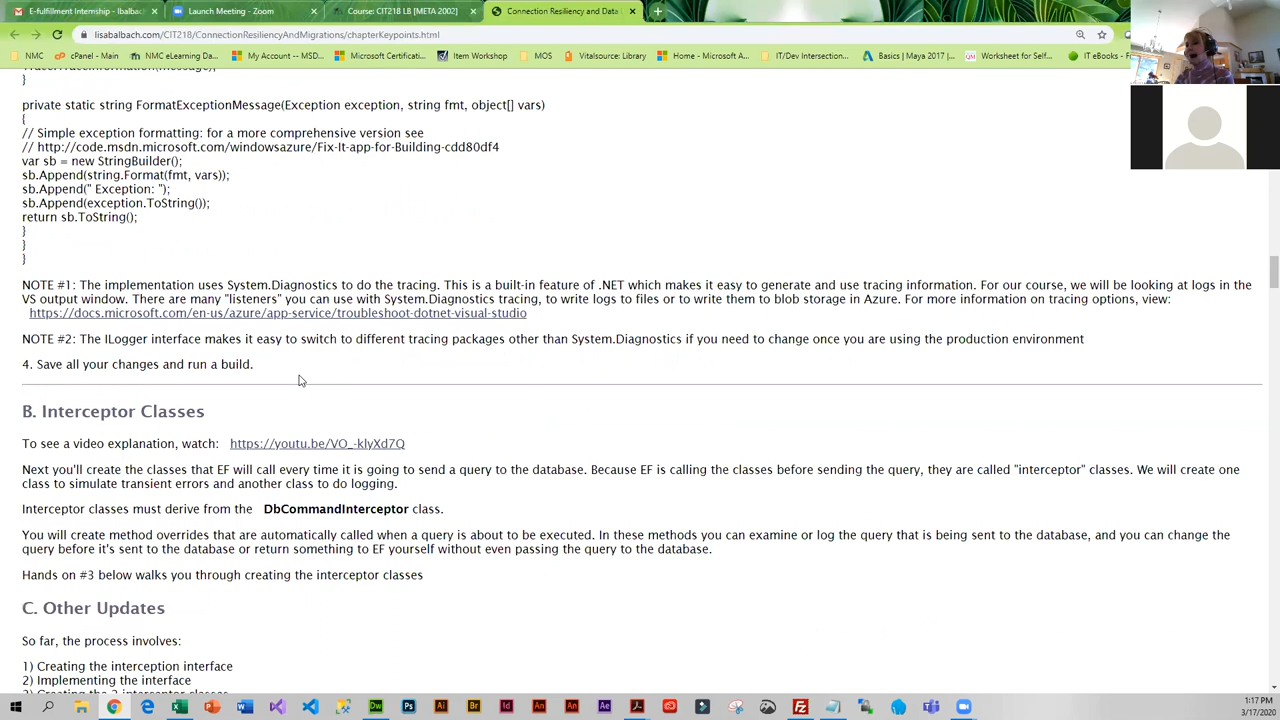 E-fulfillment Internship - lbalbach
Launch Meeting - Zoom
Course: CIT218 LB [META 2002]
Connection Resiliency and Data
lisabalbach.com/CIT218/ConnectionResiliencyAndMigrations/chapterKeypoints.html
NMC
cPanel - Main
NMC eLearning Da...
My Account -- MSD...
Microsoft Certificati...
Item Workshop
MOS
Vitalsource: Library
Home - Microsoft A...
IT/Dev Intersection...
Basics | Maya 2017 |...
Worksheet for Self...
IT eBooks - F
}
private static string FormatExceptionMessage(Exception exception, string fmt, object[] vars)
{
// Simple exception formatting: for a more comprehensive version see
// http://code.msdn.microsoft.com/windowsazure/Fix-It-app-for-Building-cdd80df4
var sb = new StringBuilder();
sb.Append(string.Format(fmt, vars));
sb.Append(" Exception: ");
sb.Append(exception.ToString());
return sb.ToString();
}
}
}
NOTE #1: The implementation uses System.Diagnostics to do the tracing. This is a built-in feature of .NET which makes it easy to generate and use tracing information. For our course, we will be looking at logs in the
VS output window. There are many "listeners" you can use with System.Diagnostics tracing, to write logs to files or to write them to blob storage in Azure. For more information on tracing options, view:
https://docs.microsoft.com/en-us/azure/app-service/troubleshoot-dotnet-visual-studio
NOTE #2: The ILogger interface makes it easy to switch to different tracing packages other than System.Diagnostics if you need to change once you are using the production environment
4. Save all your changes and run a build.
B. Interceptor Classes
To see a video explanation, watch: https://youtu.be/VO_-klyXd7Q
Next you'll create the classes that EF will call every time it is going to send a query to the database. Because EF is calling the classes before sending the query, they are called "interceptor" classes. We will create one
class to simulate transient errors and another class to do logging.
Interceptor classes must derive from the DbCommandInterceptor class.
You will create method overrides that are automatically called when a query is about to be executed. In these methods you can examine or log the query that is being sent to the database, and you can change the
query before it's sent to the database or return something to EF yourself without even passing the query to the database.
Hands on #3 below walks you through creating the interceptor classes
C. Other Updates
So far, the process involves:
1) Creating the interception interface
2) Implementing the interface
1:17 PM
3/17/2020